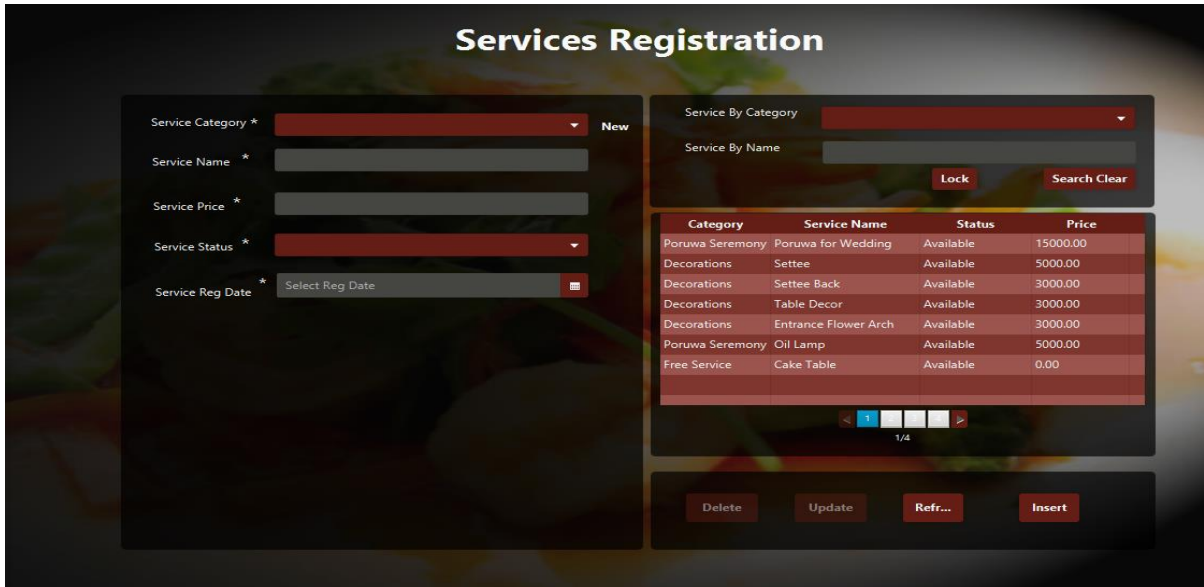 Services Registration
Service Category *
New
Service Name *
Service Price *
Service Status *
Service Reg Date *
Select Reg Date
Service By Category
Service By Name
Lock
Search Clear
Category Service Name Status Price
Poruwa Seremony Poruwa for Wedding Available 15000.00
Decorations Settee Available 5000.00
Decorations Settee Back Available 3000.00
Decorations Table Decor Available 3000.00
Decorations Entrance Flower Arch Available 3000.00
Poruwa Seremony Oil Lamp Available 5000.00
Free Service Cake Table Available 0.00
1
1/4
Delete Update Refr... Insert